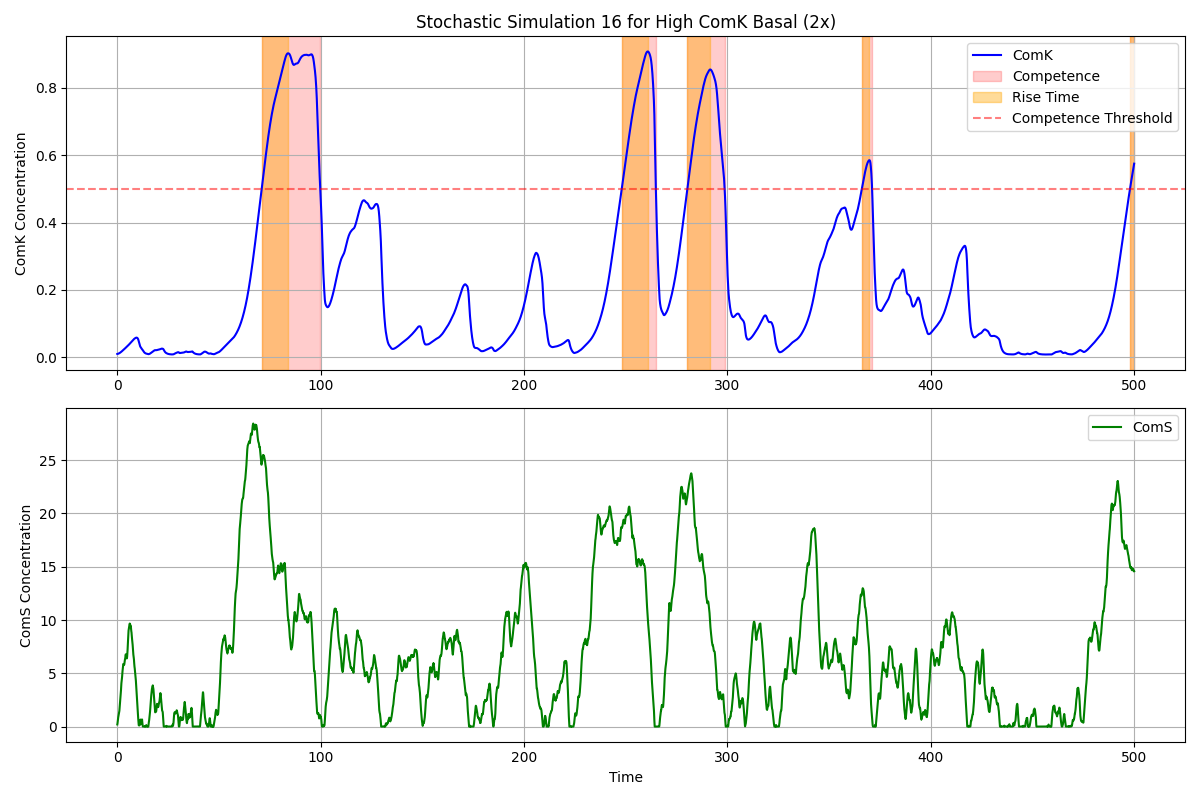 Stochastic Simulation 16 for High ComK Basal (2x)
ComK Concentration
0.8
0.6
0.4
0.2
0.0
ComK
Competence
Rise Time
Competence Threshold
0 100 200 300 400 500
ComS Concentration
25
20
15
10
5
0
ComS
0 100 200 300 400 500
Time